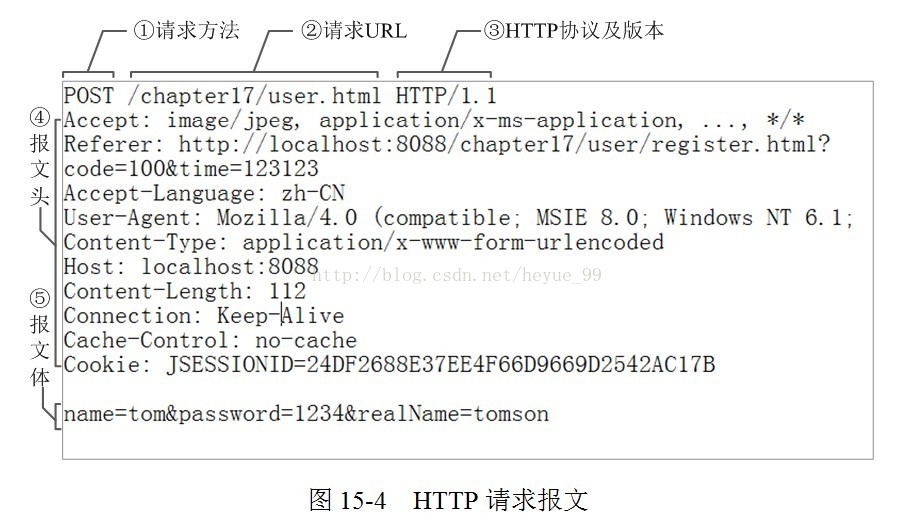 ①请求方法 ②请求URL ③HTTP协议及版本
POST /chapter17/user.html HTTP/1.1
④报文头
Accept: image/jpeg, application/x-ms-application, ..., */*
Referer: http://localhost:8088/chapter17/user/register.html?
code=100&time=123123
Accept-Language: zh-CN
User-Agent: Mozilla/4.0 (compatible; MSIE 8.0; Windows NT 6.1;
Content-Type: application/x-www-form-urlencoded
Host: localhost:8088
http://blog.csdn.net/heyue_99
Content-Length: 112
Connection: Keep-Alive
Cache-Control: no-cache
Cookie: JSESSIONID=24DF2688E37EE4F66D9669D2542AC17B
⑤报文体
name=tom&password=1234&realName=tomson
图 15-4 HTTP 请求报文